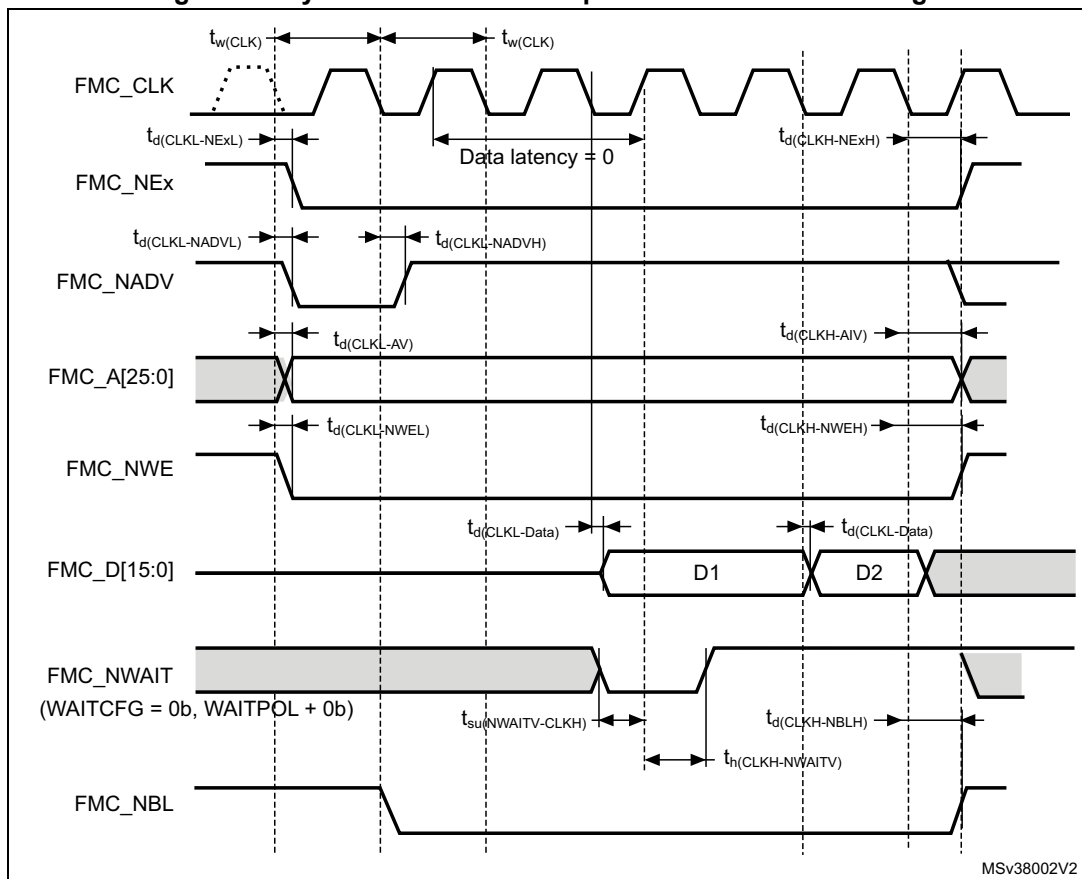 tw(CLK) tw(CLK)
FMC_CLK
td(CLKL-NExL) Data latency = 0 td(CLKH-NExH)
FMC_NEx
td(CLKL-NADVL) td(CLKL-NADVH)
FMC_NADV
td(CLKL-AV) td(CLKH-AIV)
FMC_A[25:0]
td(CLKL-NWEL) td(CLKH-NWEH)
FMC_NWE
td(CLKL-Data) td(CLKL-Data)
FMC_D[15:0] D1 D2
FMC_NWAIT
(WAITCFG = 0b, WAITPOL + 0b)
tsu(NWAITV-CLKH) td(CLKH-NBLH)
th(CLKH-NWAITV)
FMC_NBL
MSv38002V2